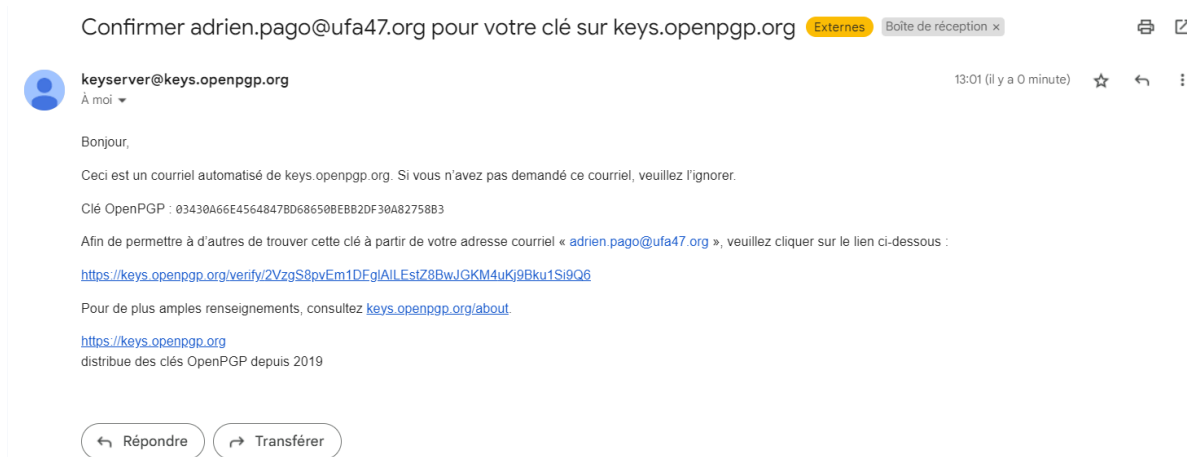 Confirmer adrien.pago@ufa47.org pour votre clé sur keys.openpgp.org Externes Boîte de réception ×
keyserver@keys.openpgp.org 13:01 (il y a 0 minute)
À moi
Bonjour,
Ceci est un courriel automatisé de keys.openpgp.org. Si vous n’avez pas demandé ce courriel, veuillez l’ignorer.
Clé OpenPGP : 03430A66E4564847BD68650BEBB2DF30A82758B3
Afin de permettre à d’autres de trouver cette clé à partir de votre adresse courriel « adrien.pago@ufa47.org », veuillez cliquer sur le lien ci-dessous :
https://keys.openpgp.org/verify/2VzgS8pvEm1DFglAILEstZ8BwJGKM4uKj9Bku1Si9Q6
Pour de plus amples renseignements, consultez keys.openpgp.org/about.
https://keys.openpgp.org
distribue des clés OpenPGP depuis 2019
Répondre Transférer